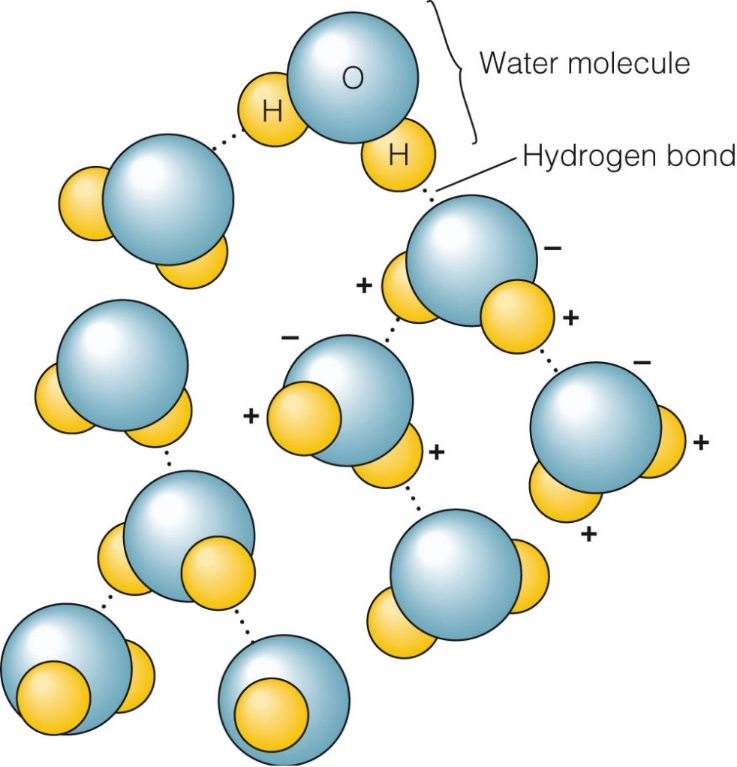 O
Water molecule
H
H
Hydrogen bond
−
+
+
−
−
+
+
+
+